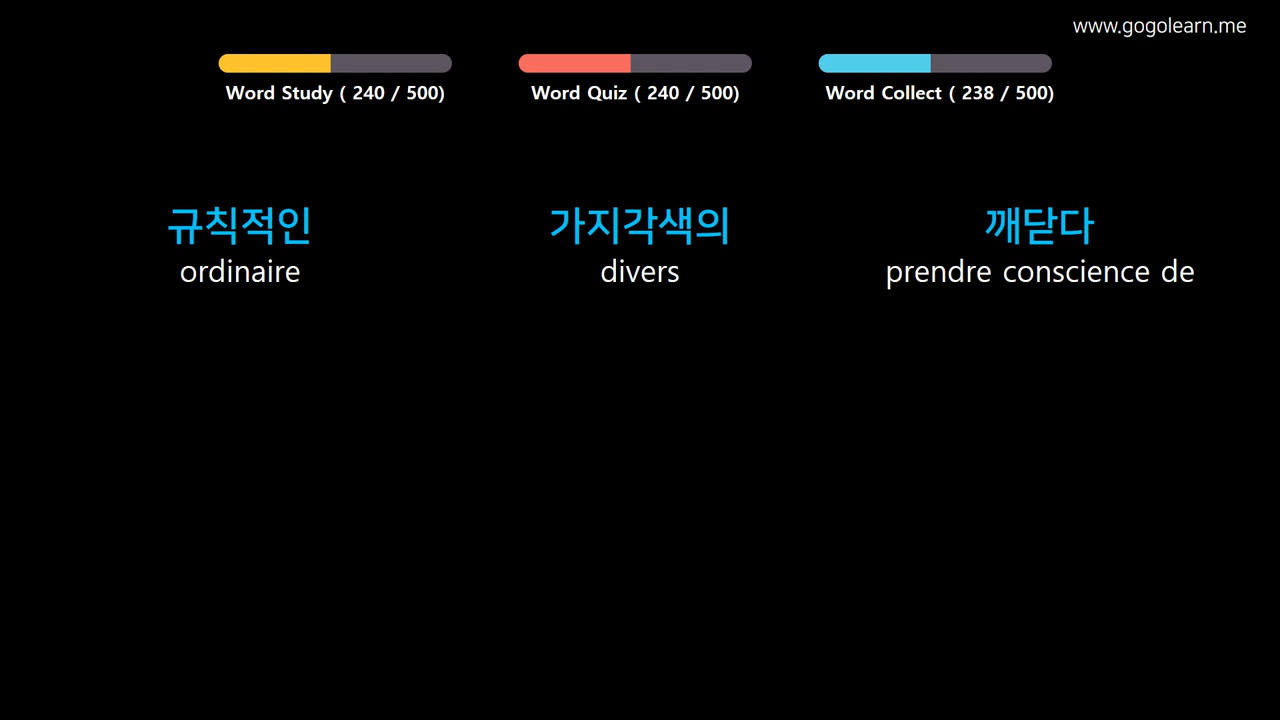 www.gogolearn.me
Word Study ( 240 / 500)
Word Quiz ( 240 / 500)
Word Collect ( 238 / 500)
규칙적인
ordinaire
가지각색의
divers
깨닫다
prendre conscience de